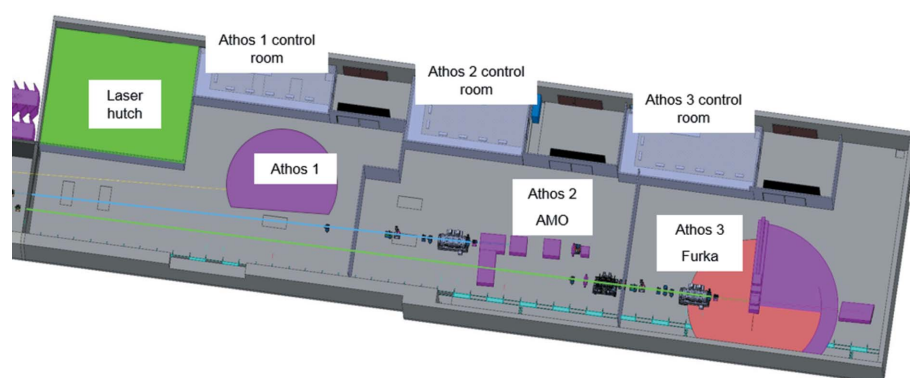 Athos 1 control
room
Athos 2 control
room
Athos 3 control
room
Laser
hutch
Athos 1
Athos 2
AMO
Athos 3
Furka